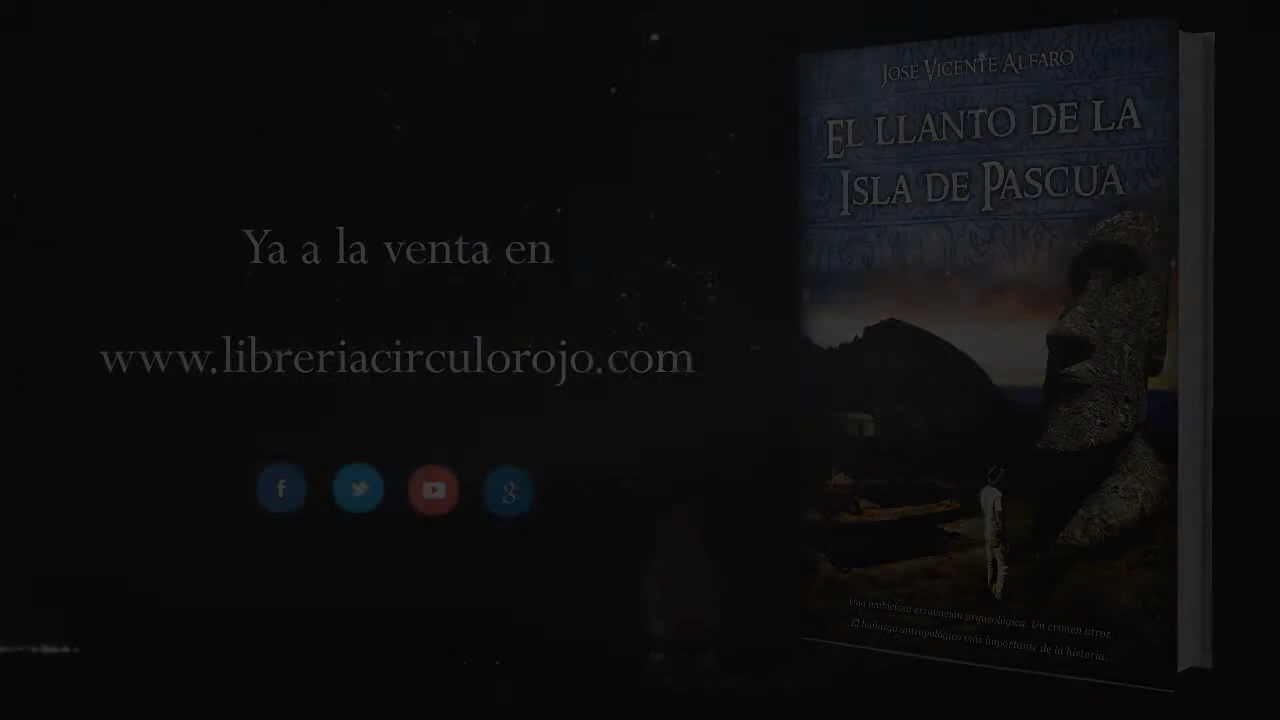 JOSÉ VICENTE ALFARO
EL LLANTO DE LA
ISLA DE PASCUA
Ya a la venta en
www.libreriacirculorojo.com
Una ambiciosa excavación arqueológica. Un crimen atroz.
El hallazgo antropológico más importante de la historia...